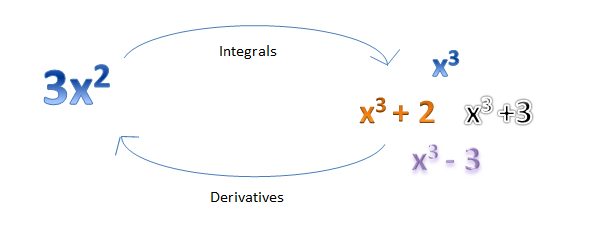 Integrals
3x²
x³
x³ + 2
x³ +3
x³ - 3
Derivatives